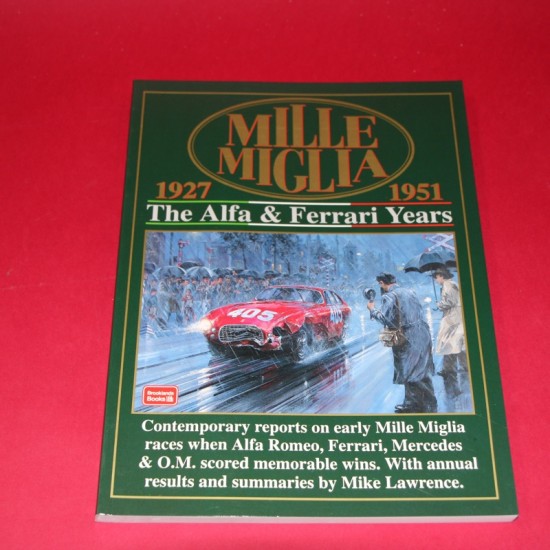 MILLE
MIGLIA
1927 1951
The Alfa & Ferrari Years
405
Brooklands
Books
Contemporary reports on early Mille Miglia
races when Alfa Romeo, Ferrari, Mercedes
& O.M. scored memorable wins. With annual
results and summaries by Mike Lawrence.